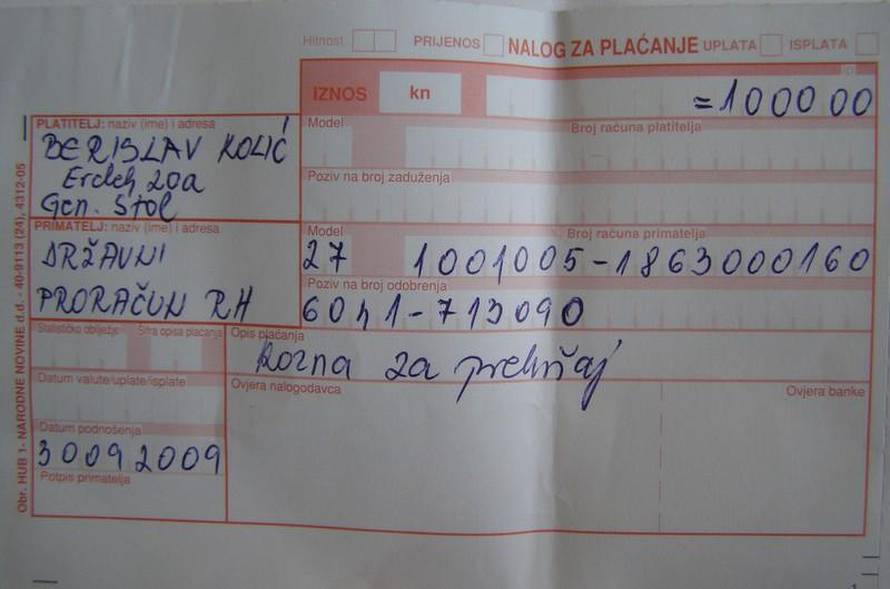 Hitnost PRIJENOS NALOG ZA PLAĆANJE UPLATA ISPLATA
IZNOS kn =1000 00
PLATITELJ: naziv (ime) i adresa
BERISLAV KOLIĆ
20a
Gen. Stol
Model Broj računa platitelja
Poziv na broj zaduženja
PRIMATELJ: naziv (ime) i adresa
DRŽAVNI
PRORAČUN RH
Model Broj računa primatelja
27 1001005-1863000160
Poziv na broj odobrenja
6041-713090
Statističko obilježje Šifra opisa plaćanja
Opis plaćanja
Kazna za prekršaj
Datum valute/uplate/isplate
Ovjera nalogodavca Ovjera banke
Datum podnošenja
30092009
Potpis primatelja
Obr. HUB 1- NARODNE NOVINE d.d. - 40-9113 (24), 4312-05